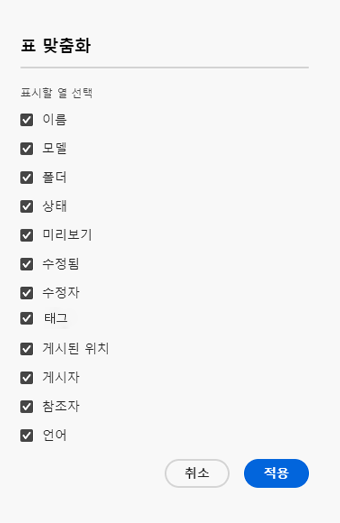 표 맞춤화
표시할 열 선택
이름
모델
폴더
상태
미리보기
수정됨
수정자
태그
게시된 위치
게시자
참조자
언어
취소 적용